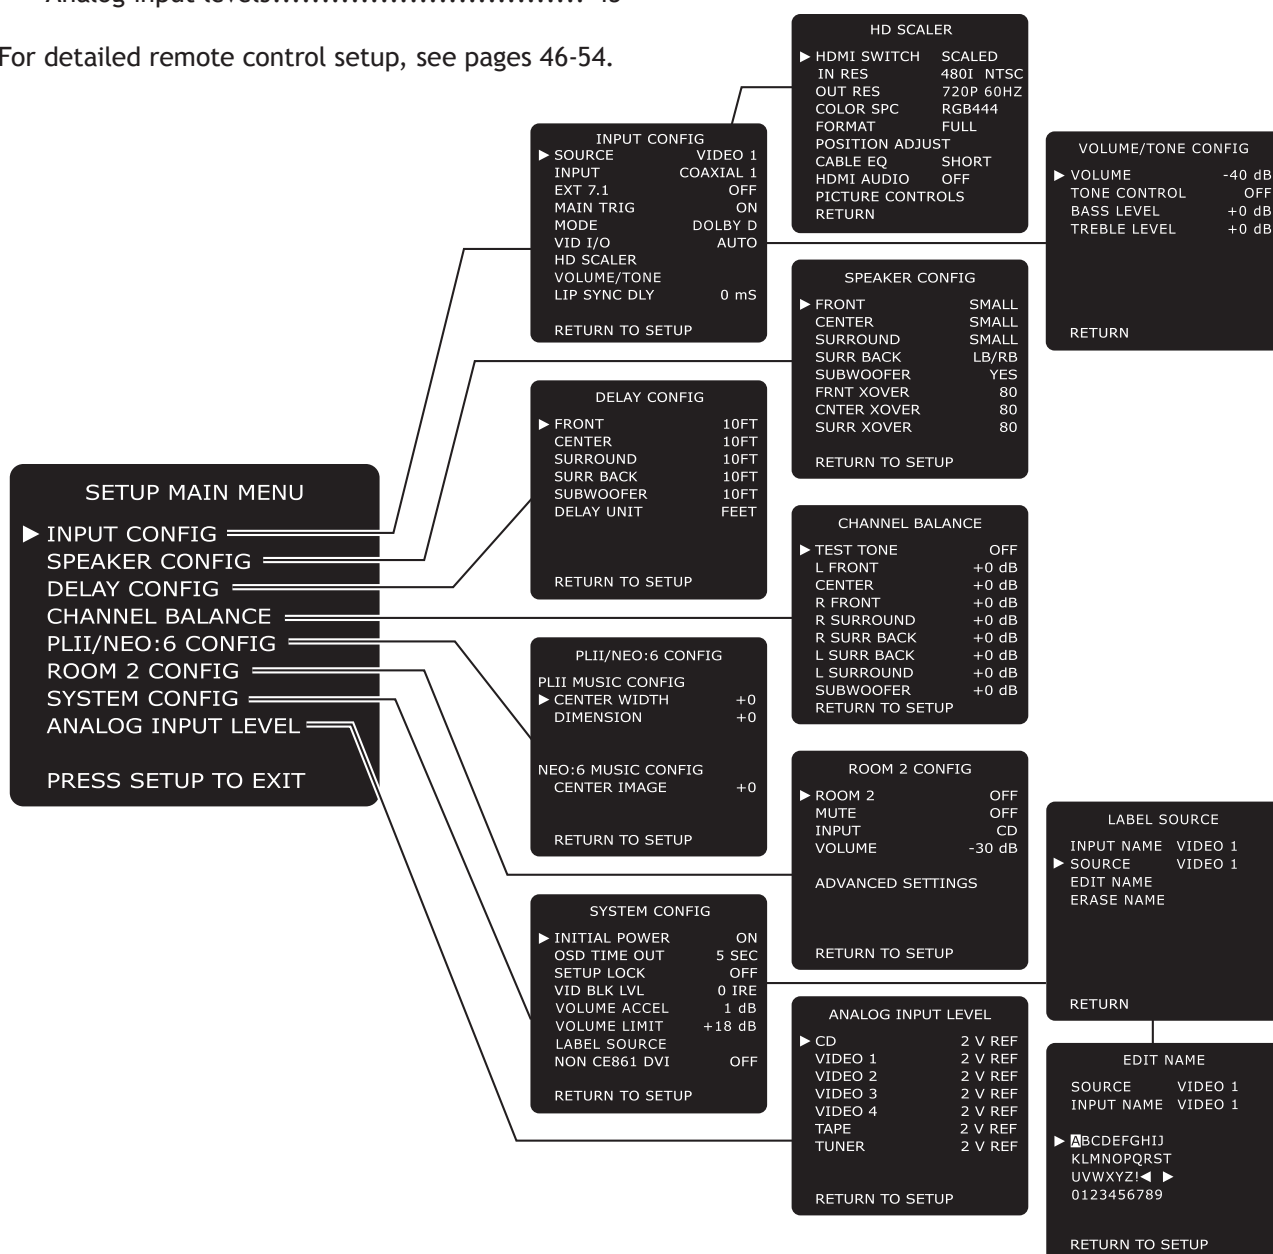 For detailed remote control setup, see pages 46-54.
SETUP MAIN MENU
▶ INPUT CONFIG
SPEAKER CONFIG
DELAY CONFIG
CHANNEL BALANCE
PLII/NEO:6 CONFIG
ROOM 2 CONFIG
SYSTEM CONFIG
ANALOG INPUT LEVEL
PRESS SETUP TO EXIT
INPUT CONFIG
▶ SOURCE VIDEO 1
INPUT COAXIAL 1
EXT 7.1 OFF
MAIN TRIG ON
MODE DOLBY D
VID I/O AUTO
HD SCALER
VOLUME/TONE
LIP SYNC DLY 0 mS
RETURN TO SETUP
HD SCALER
▶ HDMI SWITCH SCALED
IN RES 480I NTSC
OUT RES 720P 60HZ
COLOR SPC RGB444
FORMAT FULL
POSITION ADJUST
CABLE EQ SHORT
HDMI AUDIO OFF
PICTURE CONTROLS
RETURN
VOLUME/TONE CONFIG
▶ VOLUME -40 dB
TONE CONTROL OFF
BASS LEVEL +0 dB
TREBLE LEVEL +0 dB
RETURN
SPEAKER CONFIG
▶ FRONT SMALL
CENTER SMALL
SURROUND SMALL
SURR BACK LB/RB
SUBWOOFER YES
FRNT XOVER 80
CNTER XOVER 80
SURR XOVER 80
RETURN TO SETUP
DELAY CONFIG
▶ FRONT 10FT
CENTER 10FT
SURROUND 10FT
SURR BACK 10FT
SUBWOOFER 10FT
DELAY UNIT FEET
RETURN TO SETUP
CHANNEL BALANCE
▶ TEST TONE OFF
L FRONT +0 dB
CENTER +0 dB
R FRONT +0 dB
R SURROUND +0 dB
R SURR BACK +0 dB
L SURR BACK +0 dB
L SURROUND +0 dB
SUBWOOFER +0 dB
RETURN TO SETUP
PLII/NEO:6 CONFIG
PLII MUSIC CONFIG
▶ CENTER WIDTH +0
DIMENSION +0
NEO:6 MUSIC CONFIG
CENTER IMAGE +0
RETURN TO SETUP
ROOM 2 CONFIG
▶ ROOM 2 OFF
MUTE OFF
INPUT CD
VOLUME -30 dB
ADVANCED SETTINGS
RETURN TO SETUP
SYSTEM CONFIG
▶ INITIAL POWER ON
OSD TIME OUT 5 SEC
SETUP LOCK OFF
VID BLK LVL 0 IRE
VOLUME ACCEL 1 dB
VOLUME LIMIT +18 dB
LABEL SOURCE
NON CE861 DVI OFF
RETURN TO SETUP
LABEL SOURCE
INPUT NAME VIDEO 1
▶ SOURCE VIDEO 1
EDIT NAME
ERASE NAME
RETURN
ANALOG INPUT LEVEL
▶ CD 2 V REF
VIDEO 1 2 V REF
VIDEO 2 2 V REF
VIDEO 3 2 V REF
VIDEO 4 2 V REF
TAPE 2 V REF
TUNER 2 V REF
RETURN TO SETUP
EDIT NAME
SOURCE VIDEO 1
INPUT NAME VIDEO 1
▶ ABCDEFGHIJ
KLMNOPQRST
UVWXYZ!◀ ▶
0123456789
RETURN TO SETUP